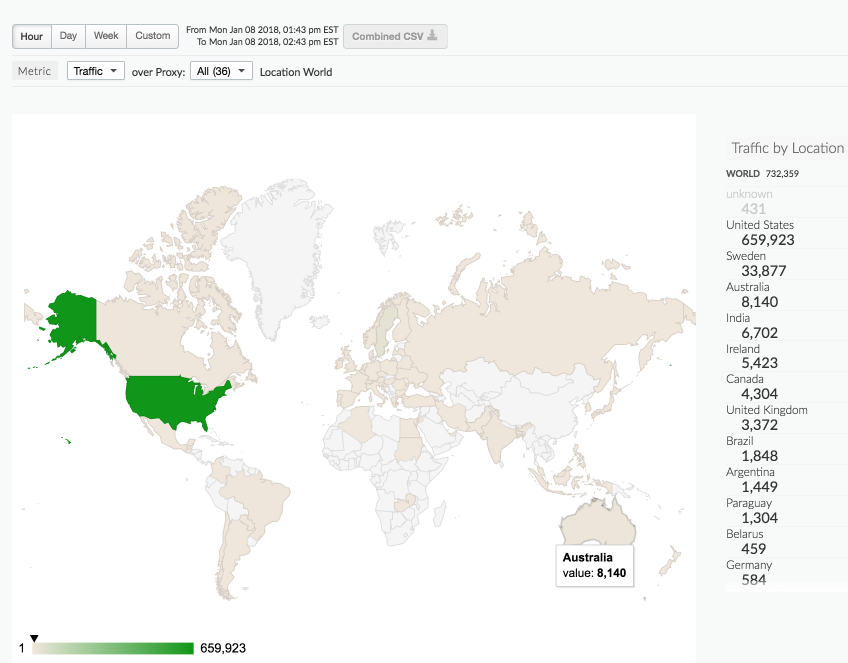 Hour Day Week Custom
From Mon Jan 08 2018, 01:43 pm EST
To Mon Jan 08 2018, 02:43 pm EST
Combined CSV
Metric Traffic over Proxy: All (36) Location World
Traffic by Location
WORLD 732,359
unknown
431
United States
659,923
Sweden
33,877
Australia
8,140
India
6,702
Ireland
5,423
Canada
4,304
United Kingdom
3,372
Brazil
1,848
Argentina
1,449
Paraguay
1,304
Belarus
459
Germany
584
Australia
value: 8,140
1 659,923